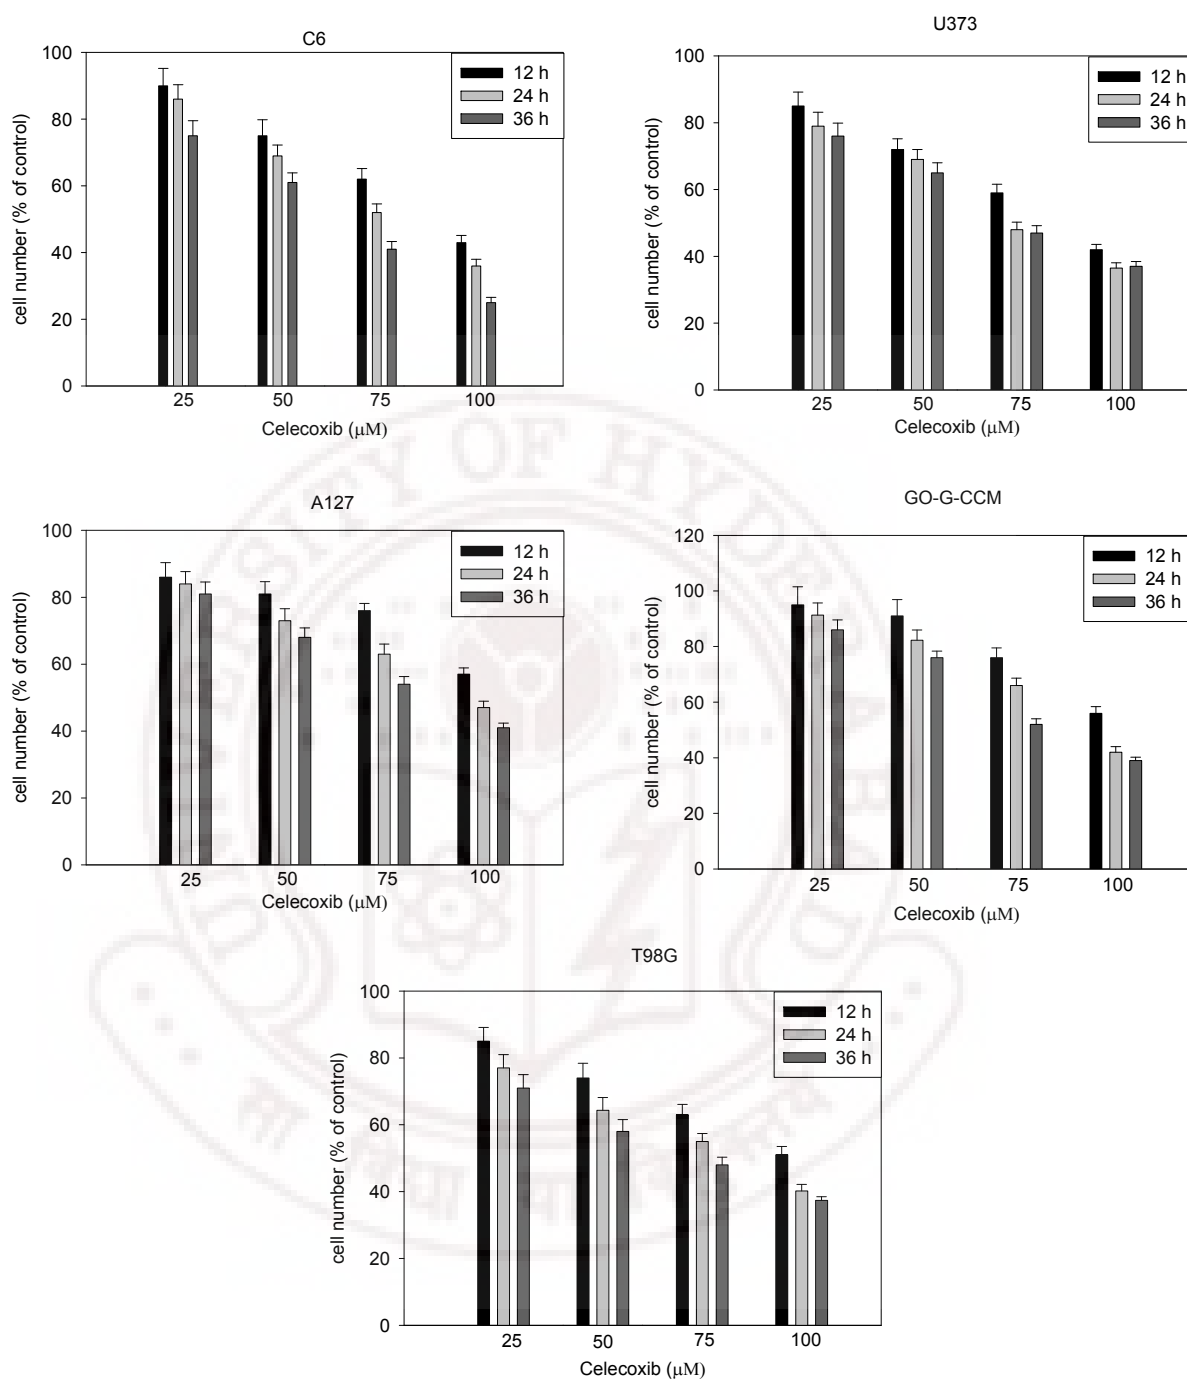 C6
100
80
60
40
20
0
cell number (% of control)
12 h
24 h
36 h
25 50 75 100
Celecoxib (μM)
U373
100
80
60
40
20
0
cell number (% of control)
12 h
24 h
36 h
25 50 75 100
Celecoxib (μM)
A127
100
80
60
40
20
0
cell number (% of control)
12 h
24 h
36 h
25 50 75 100
Celecoxib (μM)
GO-G-CCM
120
100
80
60
40
20
0
cell number (% of control)
12 h
24 h
36 h
25 50 75 100
Celecoxib (μM)
T98G
100
80
60
40
20
0
cell number (% of control)
12 h
24 h
36 h
25 50 75 100
Celecoxib (μM)
UNIVERSITY OF HYDERABAD